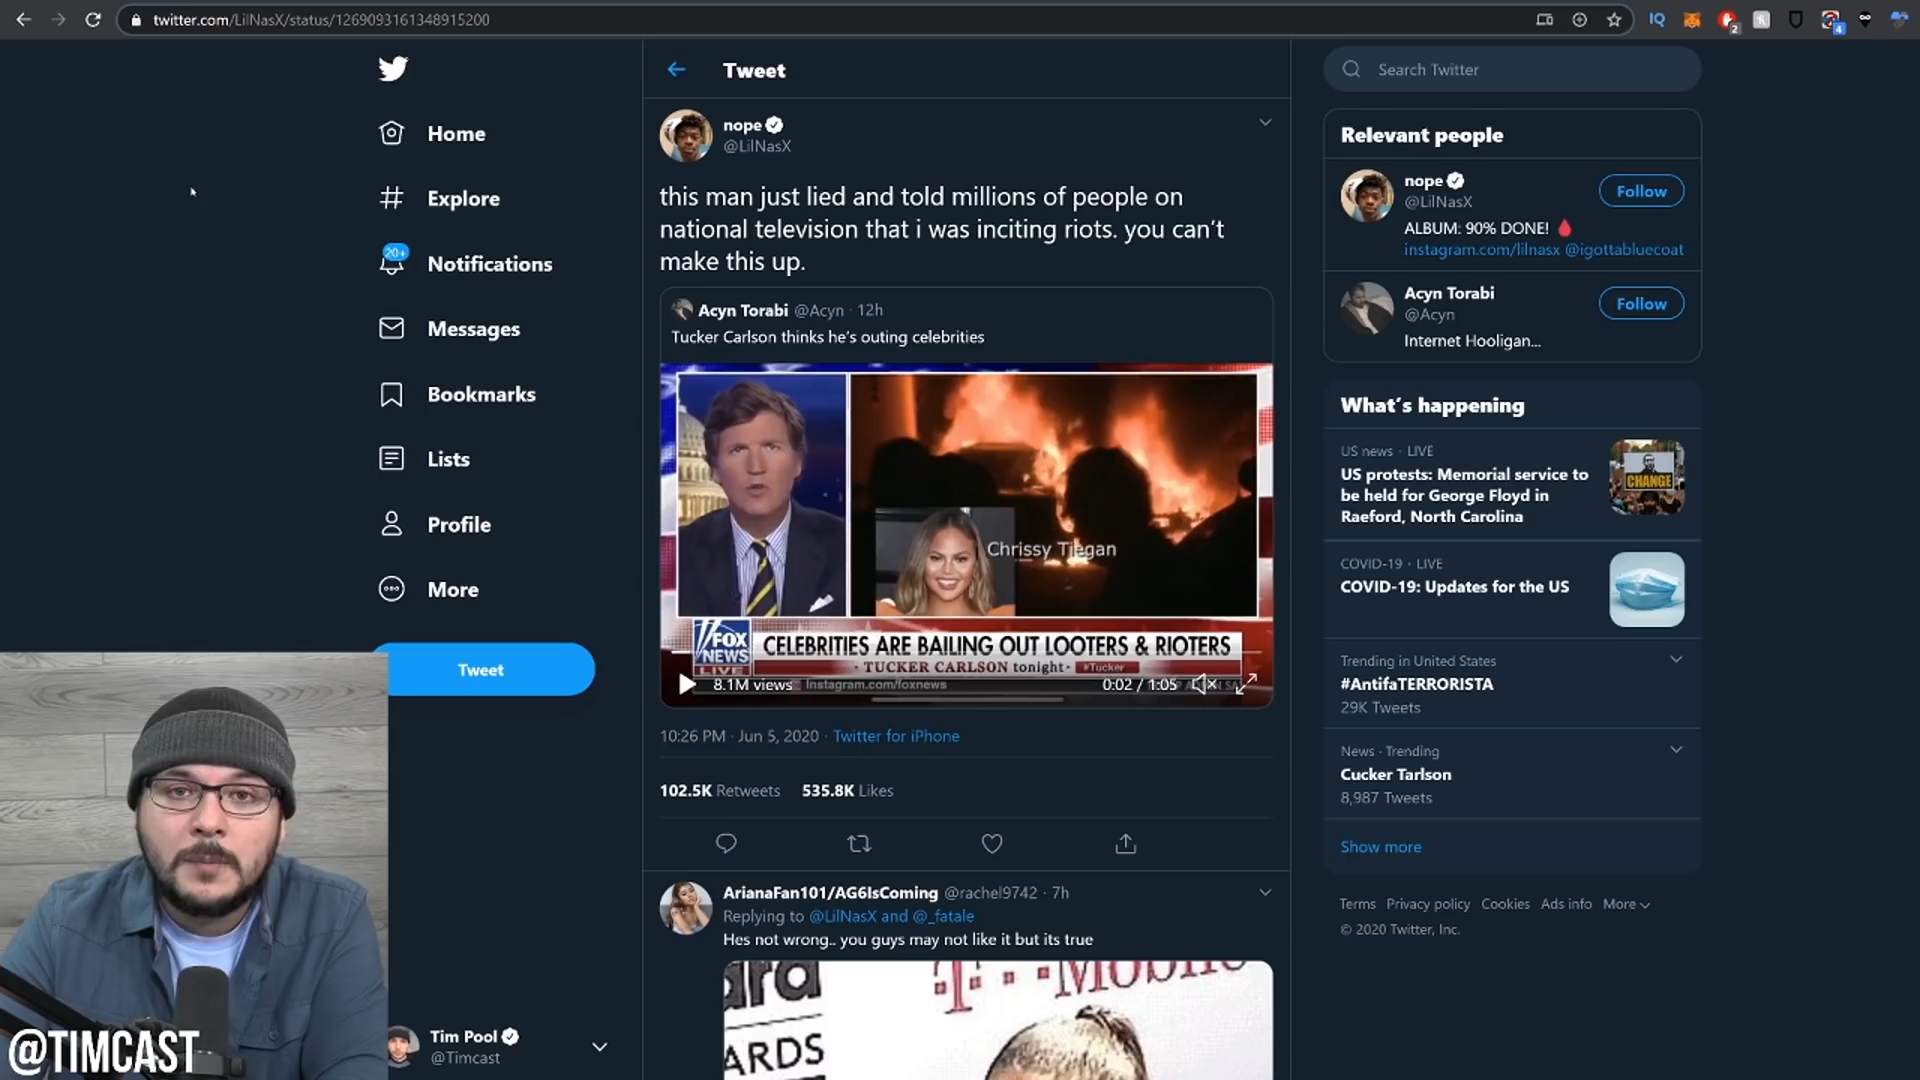 twitter.com/LilNasX/status/1269093161348915200
Home
Explore
20+
Notifications
Messages
Bookmarks
Lists
Profile
More
Tweet
Tim Pool
@Timcast
@TIMCAST
Tweet
nope
@LilNasX
this man just lied and told millions of people on
national television that i was inciting riots. you can't
make this up.
Acyn Torabi @Acyn · 12h
Tucker Carlson thinks he's outing celebrities
Chrissy Tiegan
FOX
NEWS
LIVE
CELEBRITIES ARE BAILING OUT LOOTERS & RIOTERS
· TUCKER CARLSON tonight · #Tucker
8.1M views
Instagram.com/foxnews
0:02 / 1:05
10:26 PM · Jun 5, 2020 · Twitter for iPhone
102.5K Retweets 535.8K Likes
ArianaFan101/AG6IsComing @rachel9742 · 7h
Replying to @LilNasX and @_fatale
Hes not wrong.. you guys may not like it but its true
T··Mobile
ARDS
Search Twitter
Relevant people
nope
@LilNasX
Follow
ALBUM: 90% DONE!
instagram.com/lilnasx @igottabluecoat
Acyn Torabi
@Acyn
Follow
Internet Hooligan...
What's happening
US news · LIVE
US protests: Memorial service to
be held for George Floyd in
Raeford, North Carolina
CHANGE
COVID-19 · LIVE
COVID-19: Updates for the US
Trending in United States
#AntifaTERRORISTA
29K Tweets
News · Trending
Cucker Tarlson
8,987 Tweets
Show more
Terms Privacy policy Cookies Ads info More
© 2020 Twitter, Inc.
IQ
2
4